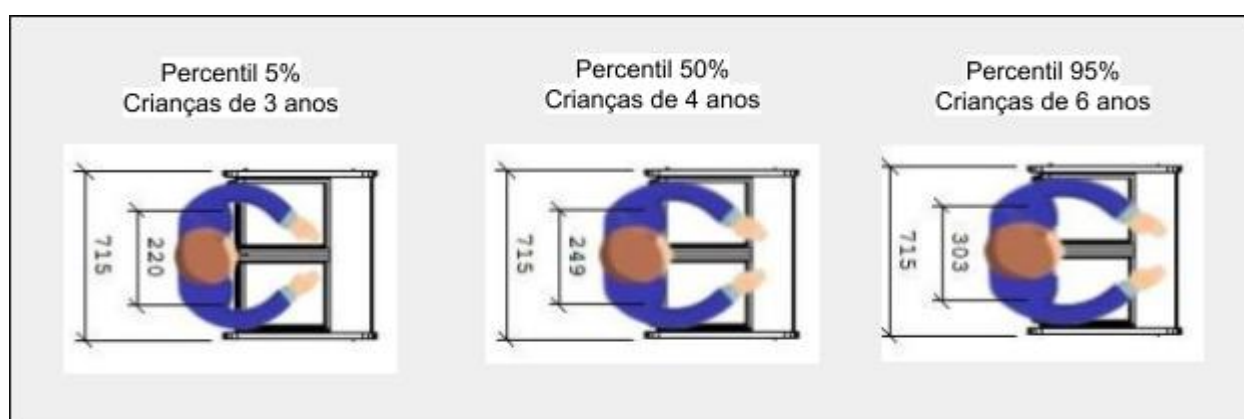 Percentil 5%
Crianças de 3 anos
715
220
Percentil 50%
Crianças de 4 anos
715
249
Percentil 95%
Crianças de 6 anos
715
303